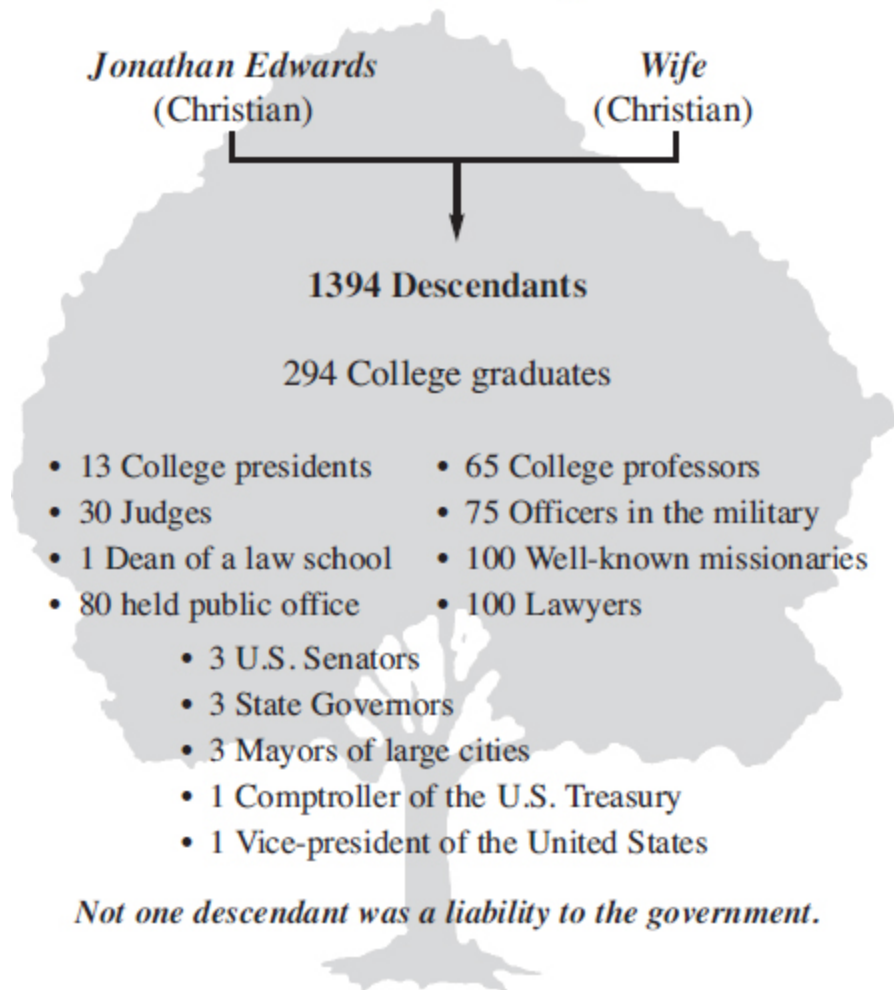 Jonathan Edwards
(Christian)
Wife
(Christian)
1394 Descendants
294 College graduates
• 13 College presidents
• 30 Judges
• 1 Dean of a law school
• 80 held public office
• 65 College professors
• 75 Officers in the military
• 100 Well-known missionaries
• 100 Lawyers
• 3 U.S. Senators
• 3 State Governors
• 3 Mayors of large cities
• 1 Comptroller of the U.S. Treasury
• 1 Vice-president of the United States
Not one descendant was a liability to the government.